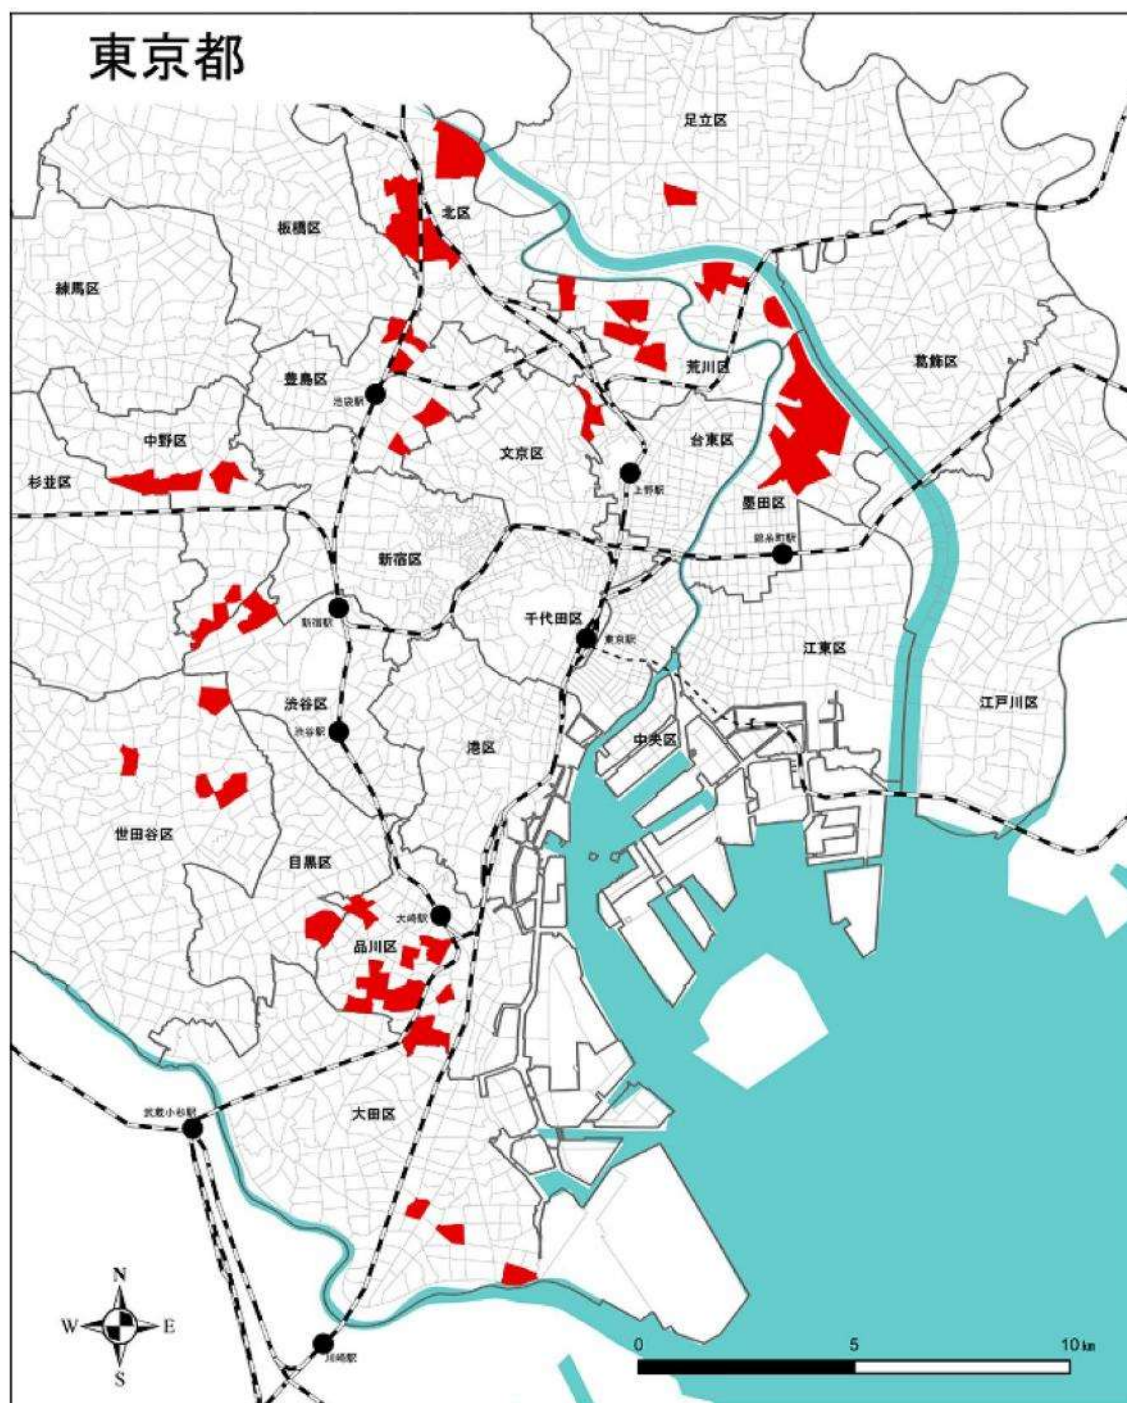 東京都
足立区
北区
板橋区
練馬区
葛飾区
荒川区
豊島区
池袋駅
中野区
台東区
文京区
杉並区
上野駅
墨田区
錦糸町駅
新宿区
新宿駅
千代田区
東京駅
江東区
渋谷区
江戸川区
渋谷駅
中央区
港区
世田谷区
目黒区
大崎駅
品川区
武蔵小杉駅
大田区
N
W E
S
川崎駅
0 5 10km